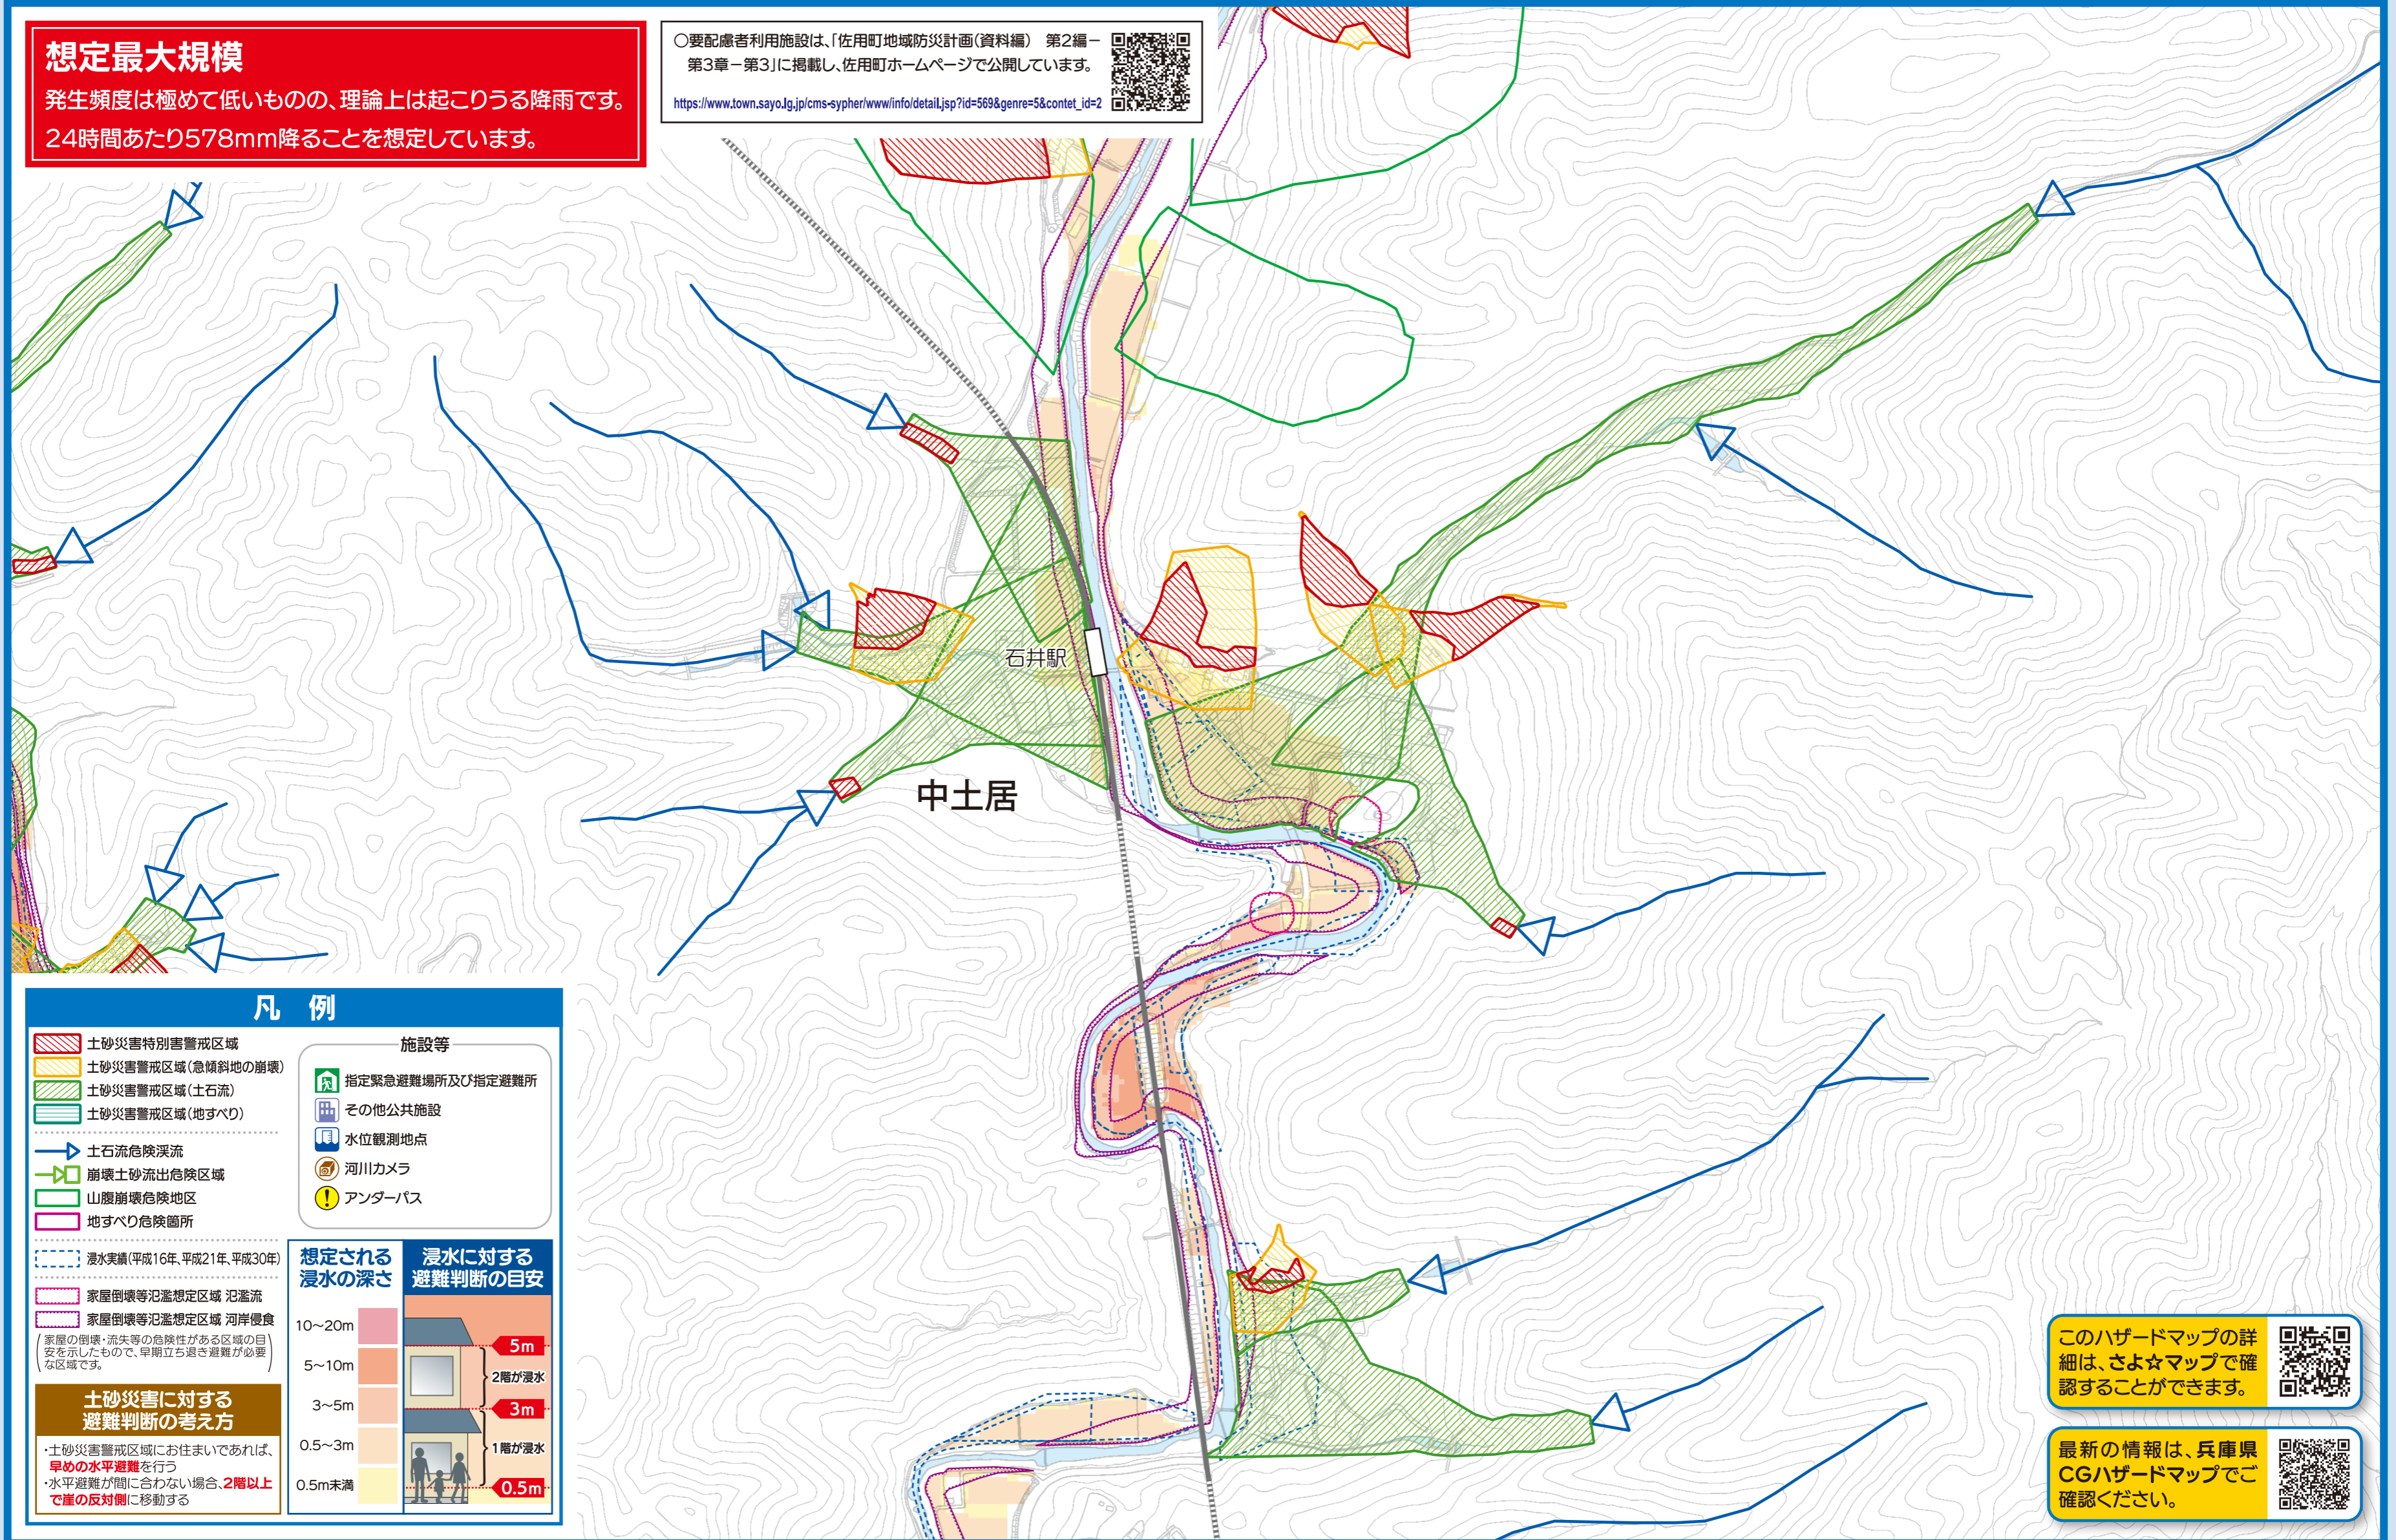 想定最大規模
発生頻度は極めて低いものの、理論上は起こりうる降雨です。
24時間あたり578mm降ることを想定しています。
○要配慮者利用施設は、「佐用町地域防災計画(資料編)　第2編－
第3章－第3」に掲載し、佐用町ホームページで公開しています。
https://www.town.sayo.lg.jp/cms-sypher/www/info/detail.jsp?id=569&genre=5&contet_id=2
石井駅
中土居
凡　例
土砂災害特別害警戒区域
土砂災害警戒区域(急傾斜地の崩壊)
土砂災害警戒区域(土石流)
土砂災害警戒区域(地すべり)
土石流危険渓流
崩壊土砂流出危険区域
山腹崩壊危険地区
地すべり危険箇所
浸水実績(平成16年、平成21年、平成30年)
家屋倒壊等氾濫想定区域 氾濫流
家屋倒壊等氾濫想定区域 河岸侵食
(家屋の倒壊・流失等の危険性がある区域の目
安を示したもので、早期立ち退き避難が必要
な区域です。)
土砂災害に対する
避難判断の考え方
・土砂災害警戒区域にお住まいであれば、
早めの水平避難を行う
・水平避難が間に合わない場合、2階以上
で崖の反対側に移動する
施設等
指定緊急避難場所及び指定避難所
その他公共施設
水位観測地点
河川カメラ
アンダーパス
想定される
浸水の深さ
10～20m
5～10m
3～5m
0.5～3m
0.5m未満
浸水に対する
避難判断の目安
5m
2階が浸水
3m
1階が浸水
0.5m
このハザードマップの詳
細は、さよ☆マップで確
認することができます。
最新の情報は、兵庫県
CGハザードマップでご
確認ください。